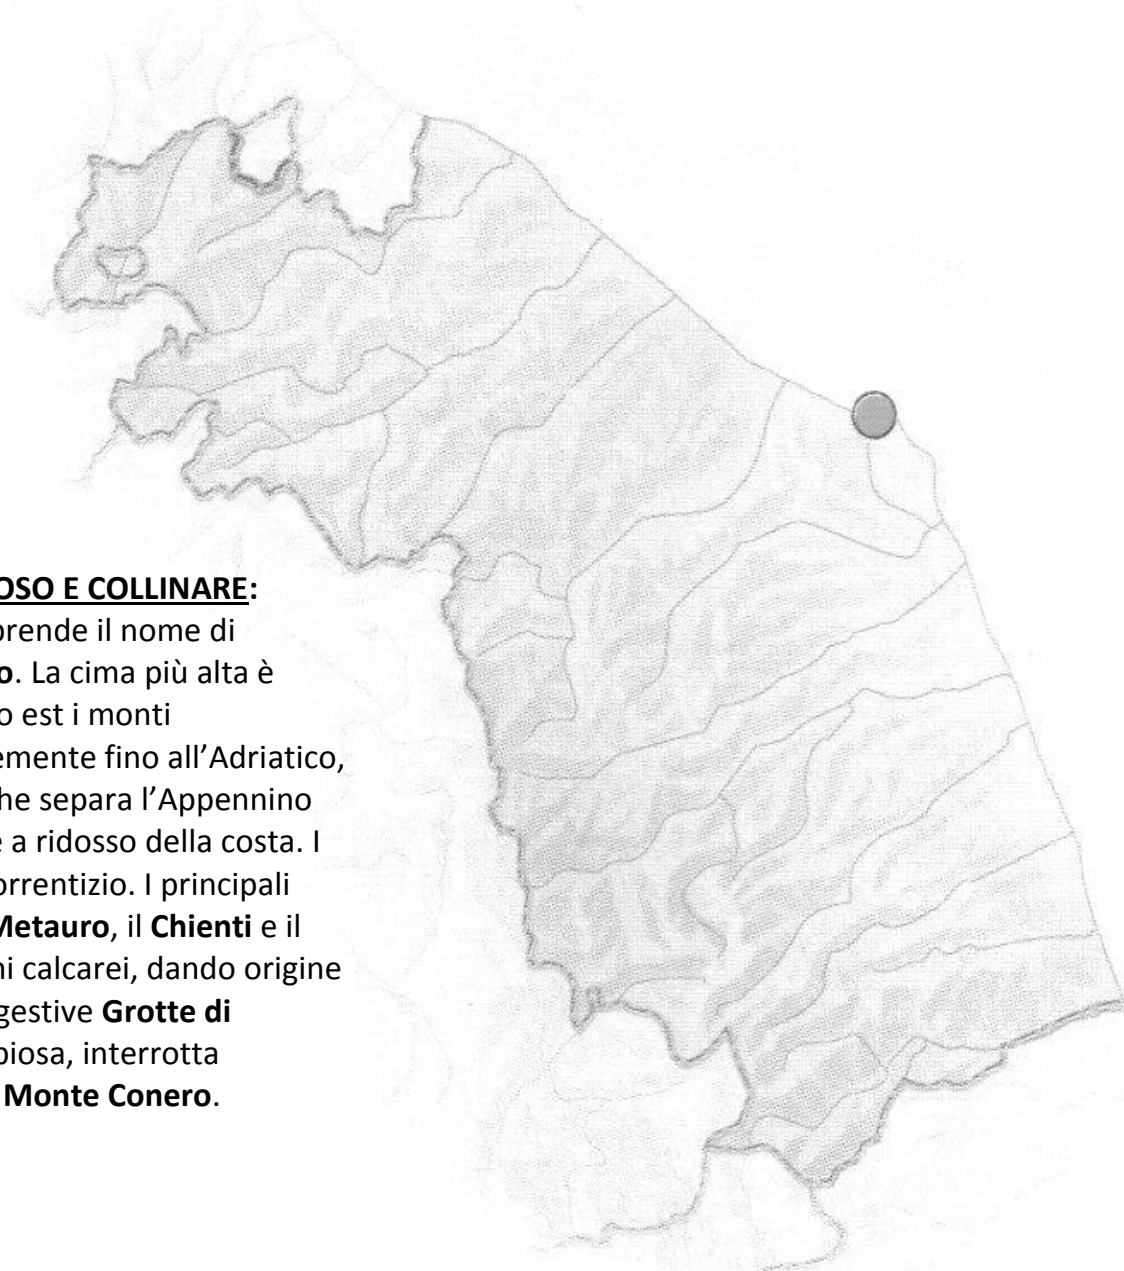 OSO E COLLINARE:
prende il nome di
o. La cima più alta è
o est i monti
emente fino all’Adriatico,
he separa l’Appennino
e a ridosso della costa. I
orrentizio. I principali
Metauro, il Chienti e il
ni calcarei, dando origine
gestive Grotte di
biosa, interrotta
Monte Conero.